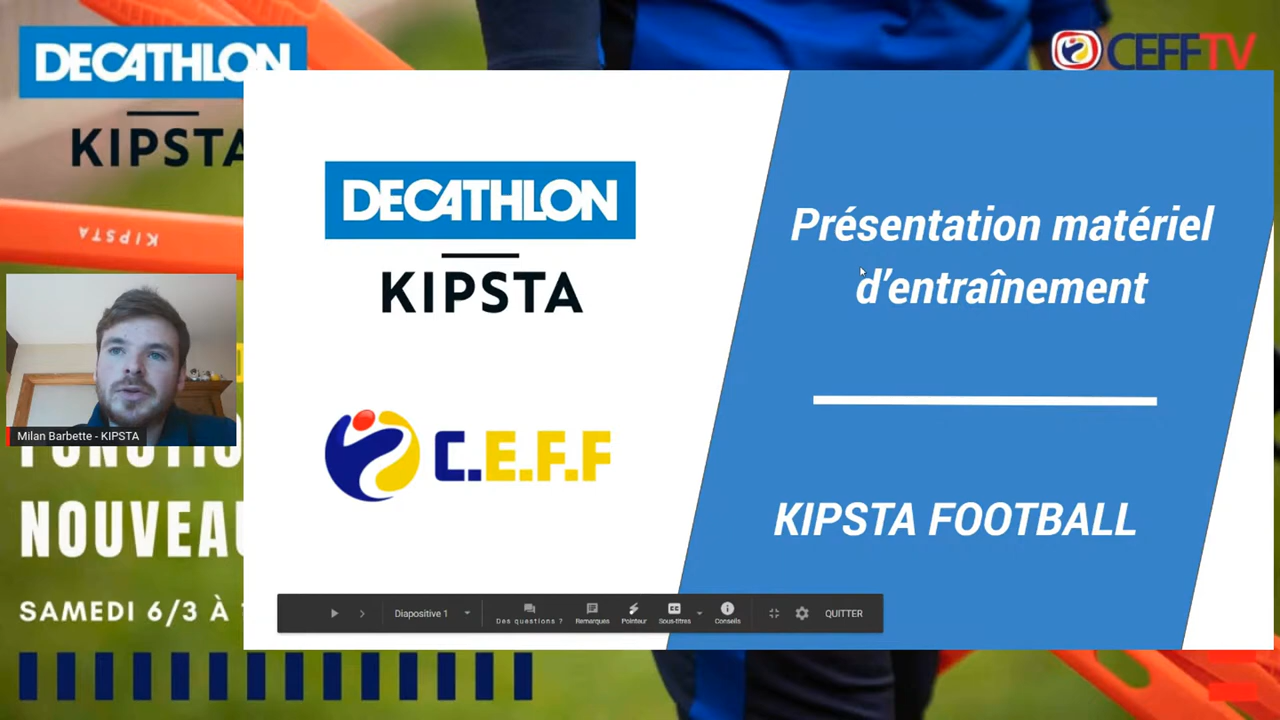 DECATHLON
KIPSTA
CEFFTV
KIPSTA
DECATHLON
KIPSTA
C.E.F.F
Présentation matériel
d'entraînement
KIPSTA FOOTBALL
Milan Barbette - KIPSTA
NOUVEAU
SAMEDI 6/3 À
Diapositive 1
Des questions ?
Remarques
Pointeur
Sous-titres
Conseils
QUITTER